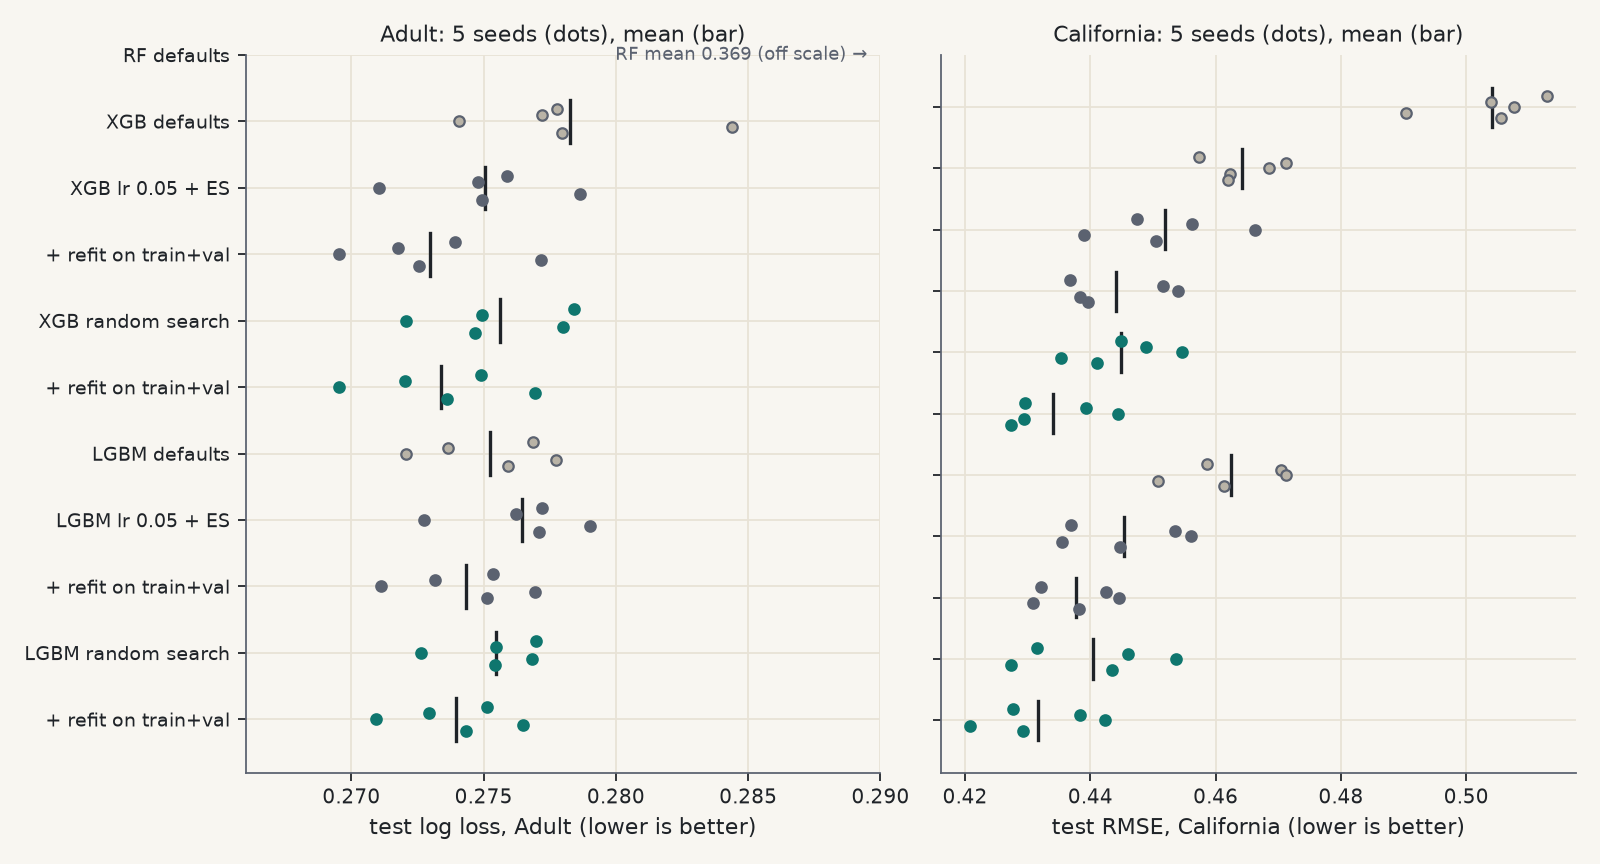 Adult: 5 seeds (dots), mean (bar)
California: 5 seeds (dots), mean (bar)
RF defaults
RF mean 0.369 (off scale) →
XGB defaults
XGB lr 0.05 + ES
+ refit on train+val
XGB random search
+ refit on train+val
LGBM defaults
LGBM lr 0.05 + ES
+ refit on train+val
LGBM random search
+ refit on train+val
0.270 0.275 0.280 0.285 0.290
test log loss, Adult (lower is better)
0.42 0.44 0.46 0.48 0.50
test RMSE, California (lower is better)